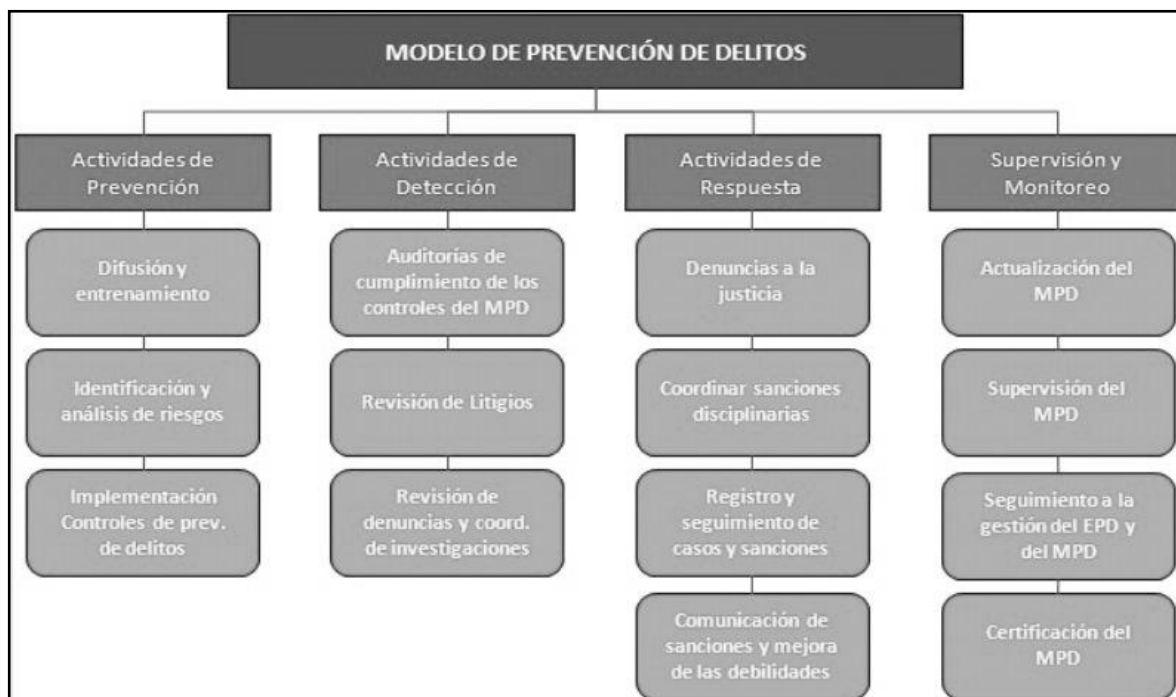 MODELO DE PREVENCIÓN DE DELITOS
Actividades de
Prevención
Difusión y
entrenamiento
Identificación y
análisis de riesgos
Implementación
Controles de prev.
de delitos
Actividades de
Detección
Auditorías de
cumplimiento de los
controles del MPD
Revisión de Litigios
Revisión de
denuncias y coord.
de investigaciones
Actividades de
Respuesta
Denuncias a la
justicia
Coordinar sanciones
disciplinarias
Registro y
seguimiento de
casos y sanciones
Comunicación de
sanciones y mejora
de las debilidades
Supervisión y
Monitoreo
Actualización del
MPD
Supervisión del
MPD
Seguimiento a la
gestión del EPD y
del MPD
Certificación del
MPD